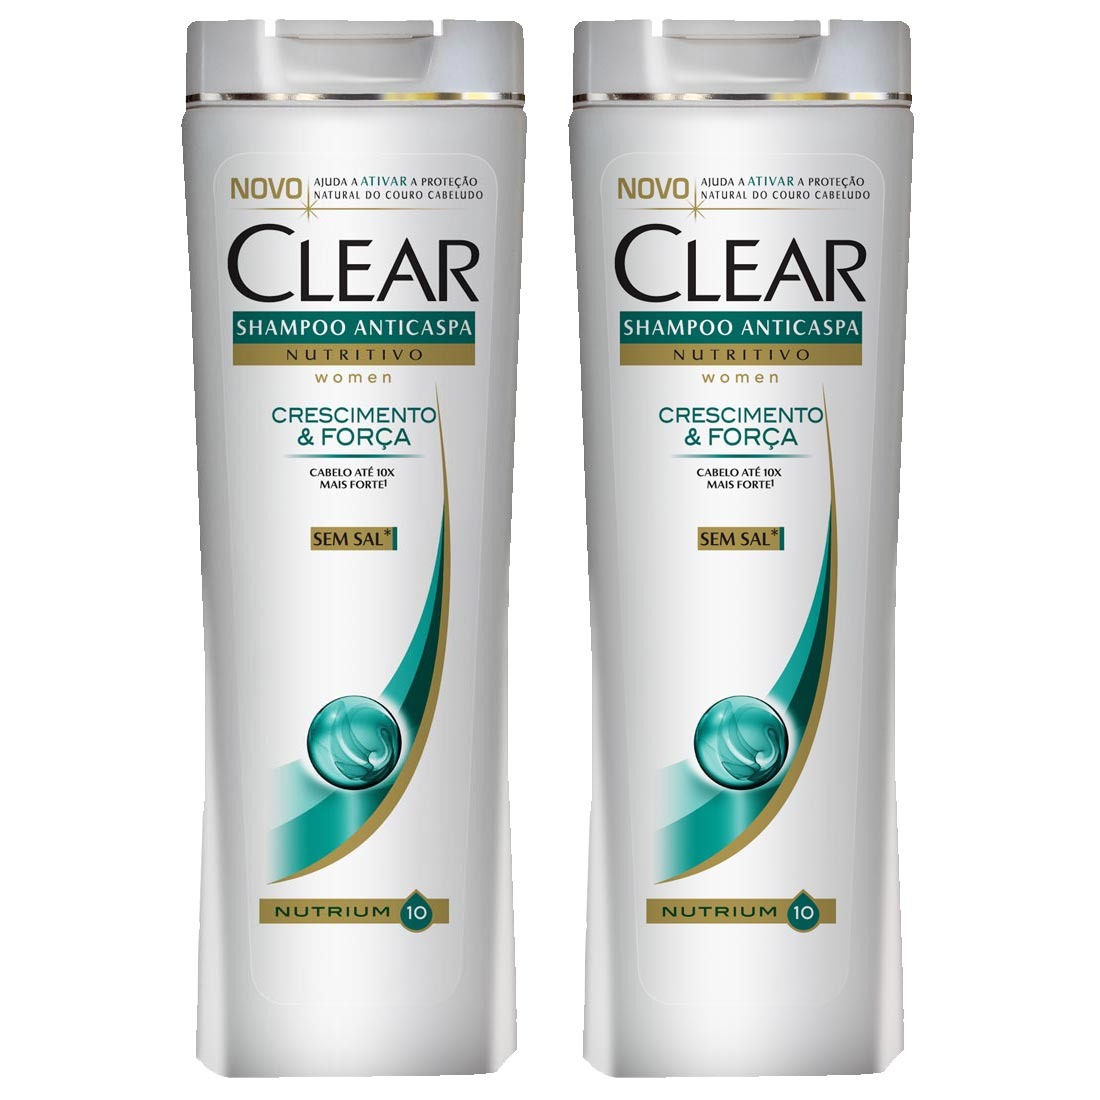 NOVO
AJUDA A ATIVAR A PROTEÇÃO
NATURAL DO COURO CABELUDO
CLEAR
SHAMPOO ANTICASPA
NUTRITIVO
women
CRESCIMENTO
& FORÇA
CABELO ATÉ 10X
MAIS FORTE¹
SEM SAL*
NUTRIUM 10
NOVO
AJUDA A ATIVAR A PROTEÇÃO
NATURAL DO COURO CABELUDO
CLEAR
SHAMPOO ANTICASPA
NUTRITIVO
women
CRESCIMENTO
& FORÇA
CABELO ATÉ 10X
MAIS FORTE¹
SEM SAL*
NUTRIUM 10